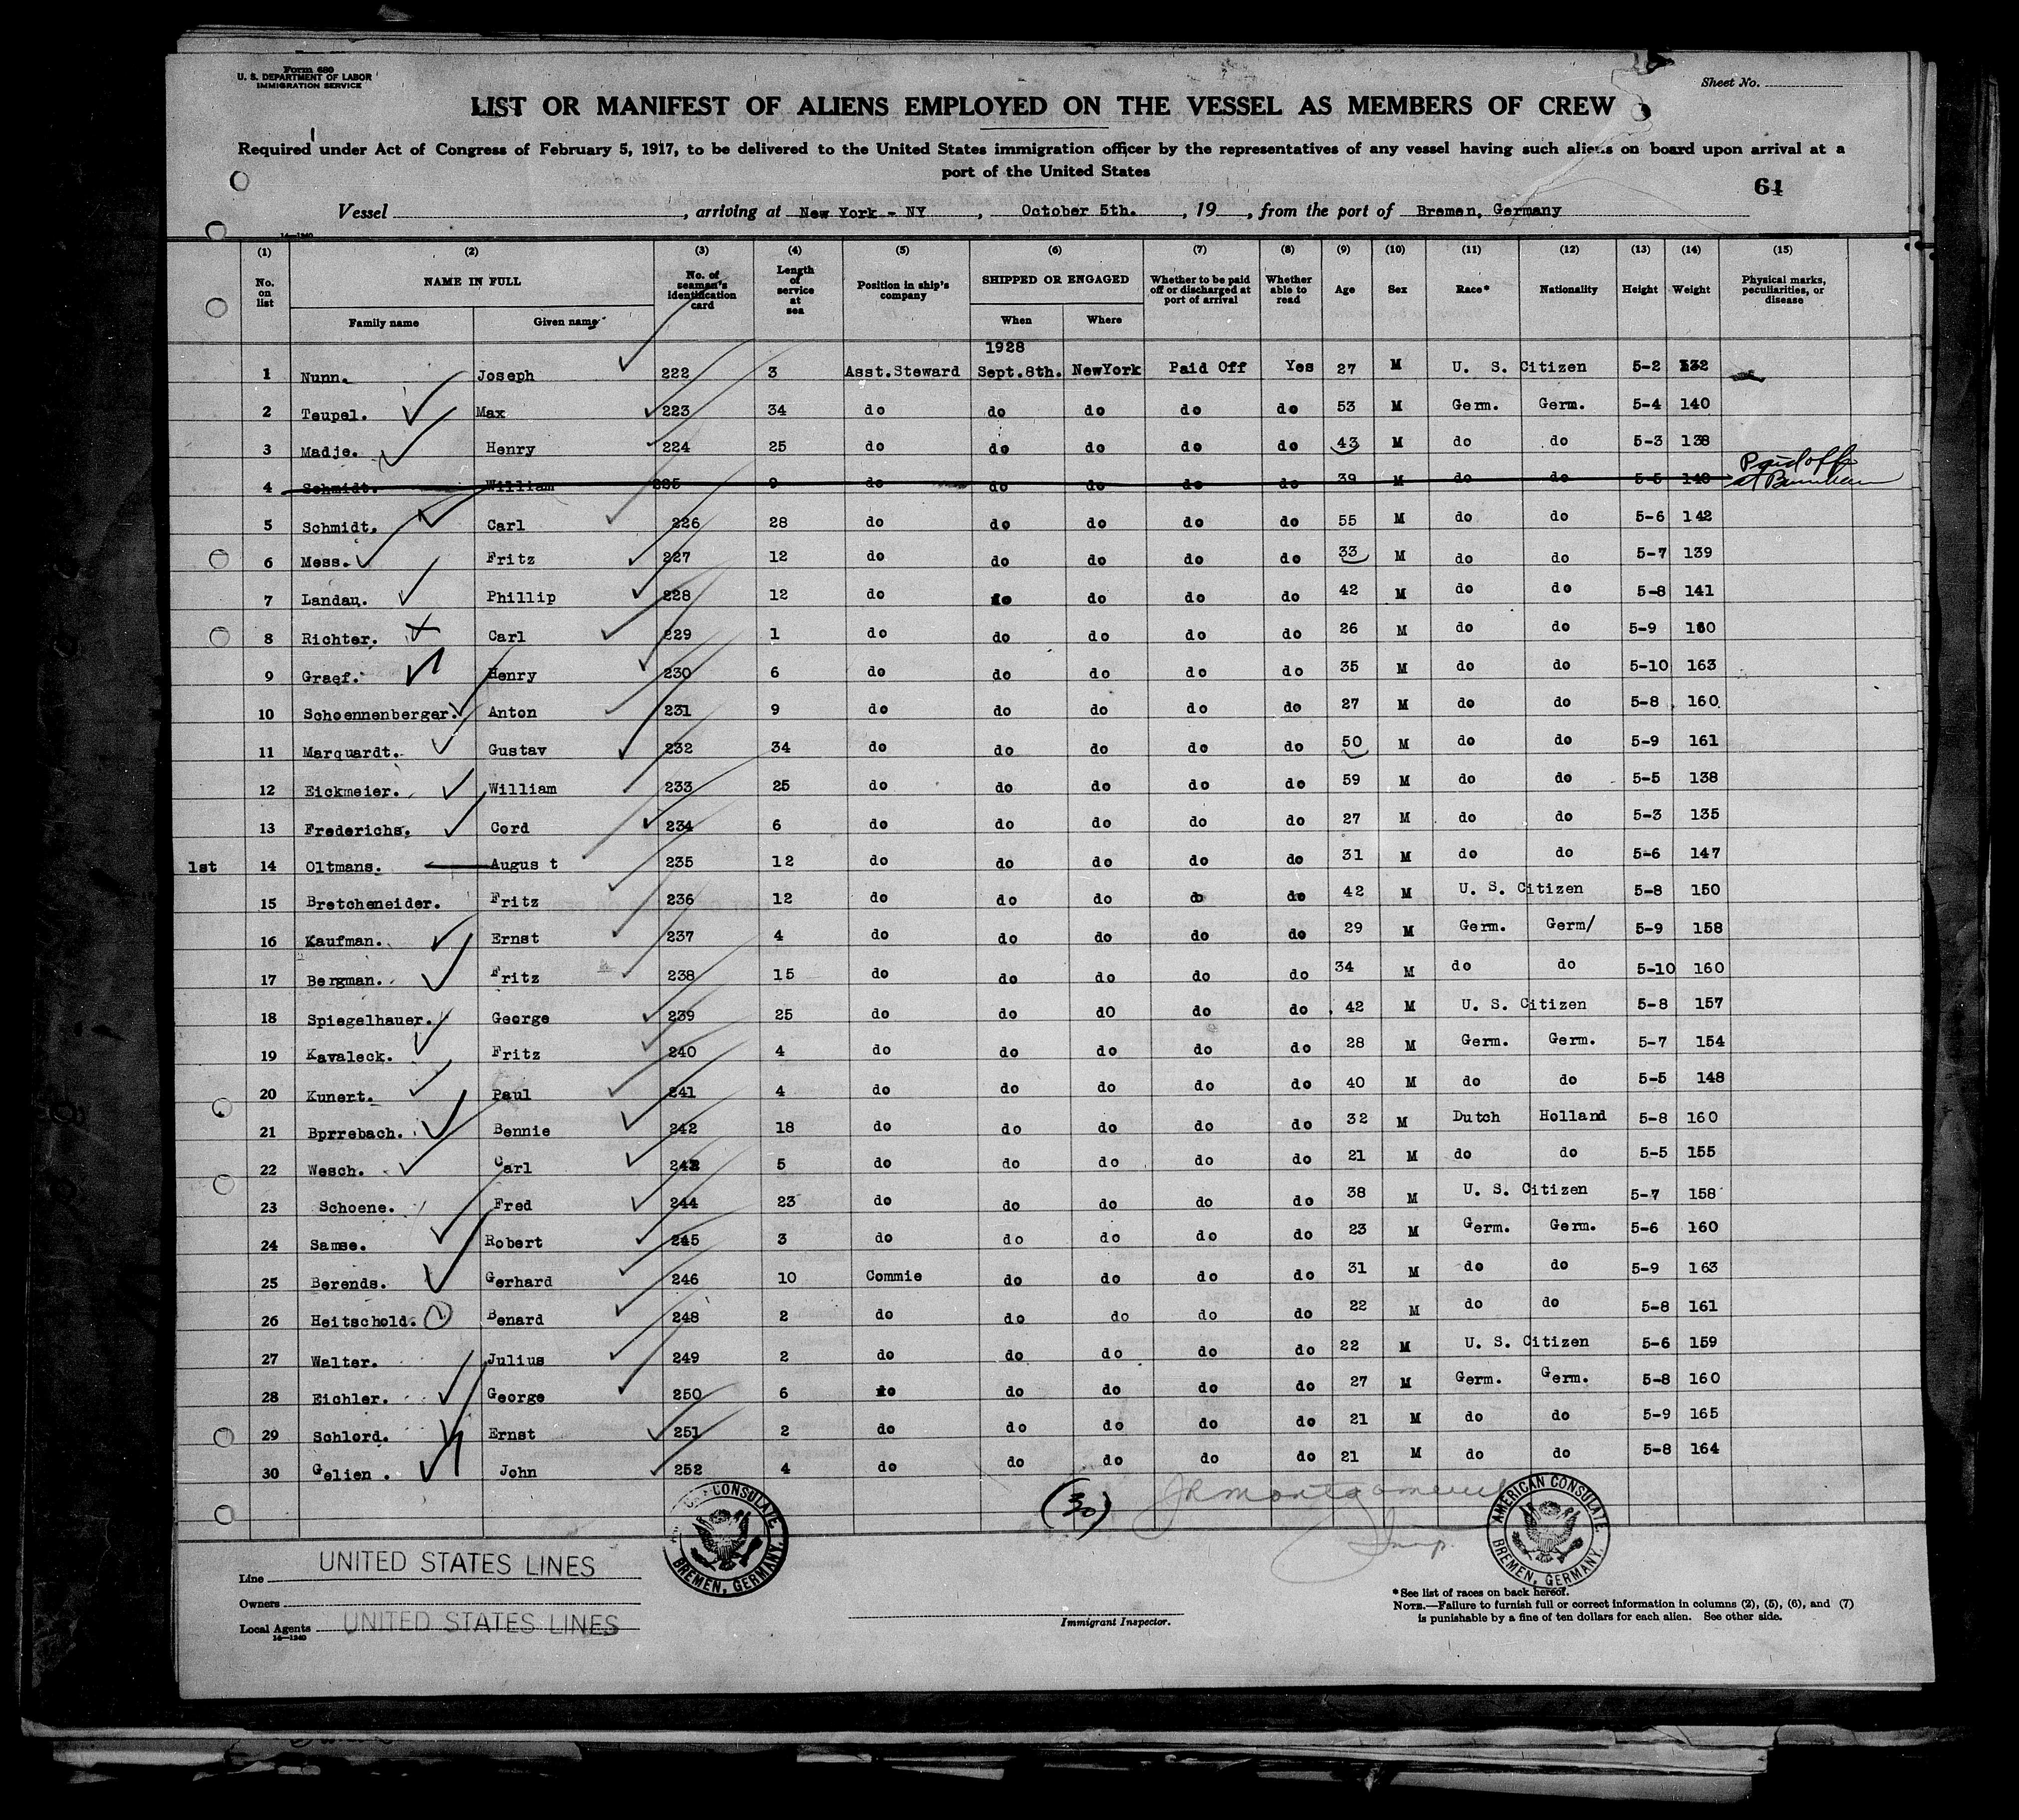 Form 680
U. S. DEPARTMENT OF LABOR
IMMIGRATION SERVICE
Sheet No.
LIST OR MANIFEST OF ALIENS EMPLOYED ON THE VESSEL AS MEMBERS OF CREW
Required under Act of Congress of February 5, 1917, to be delivered to the United States immigration officer by the representatives of any vessel having such aliens on board upon arrival at a
port of the United States
64
Vessel , arriving at New York - NY , October 5th. , 19 , from the port of Bremen, Germany
14—1240
(1) (2) (3) (4) (5) (6) (7) (8) (9) (10) (11) (12) (13) (14) (15)
No. on list NAME IN FULL No. of seaman's identification card Length of service at sea Position in ship's company SHIPPED OR ENGAGED Whether to be paid off or discharged at port of arrival Whether able to read Age Sex Race* Nationality Height Weight Physical marks, peculiarities, or disease
Family name Given name When Where
1928
1 Nunn. Joseph 222 3 Asst.Steward Sept.8th. NewYork Paid Off Yes 27 M U. S. Citizen 5-2 132
2 Teupel. Max 223 34 do do do do do 53 M Germ. Germ. 5-4 140
3 Madje. Henry 224 25 do do do do do 43 M do do 5-3 138
4 Schmidt. William 225 9 do do do do do 39 M do do 5-5 140 Paid off at
5 Schmidt. Carl 226 28 do do do do do 55 M do do 5-6 142
6 Mess. Fritz 227 12 do do do do do 33 M do do 5-7 139
7 Landau. Phillip 228 12 do do do do do 42 M do do 5-8 141
8 Richter. Carl 229 1 do do do do do 26 M do do 5-9 160
9 Graef. Henry 230 6 do do do do do 35 M do do 5-10 163
10 Schoennenberger. Anton 231 9 do do do do do 27 M do do 5-8 160
11 Marquardt. Gustav 232 34 do do do do do 50 M do do 5-9 161
12 Eickmeier. William 233 25 do do do do do 59 M do do 5-5 138
13 Frederichs. Cord 234 6 do do do do do 27 M do do 5-3 135
1st 14 Oltmans. Augus t 235 12 do do do do do 31 M do do 5-6 147
15 Bretcheneider. Fritz 236 12 do do do do do 42 M U. S. Citizen 5-8 150
16 Kaufman. Ernst 237 4 do do do do do 29 M Germ. Germ/ 5-9 158
17 Bergman. Fritz 238 15 do do do do do 34 M do do 5-10 160
18 Spiegelhauer. George 239 25 do do dO do do 42 M U. S. Citizen 5-8 157
19 Kavaleck. Fritz 240 4 do do do do do 28 M Germ. Germ. 5-7 154
20 Kunert. Paul 241 4 do do do do do 40 M do do 5-5 148
21 Bprrebach. Bennie 242 18 do do do do do 32 M Dutch Holland 5-8 160
22 Wesch. Carl 242 5 do do do do do 21 M do do 5-5 155
23 Schoene. Fred 244 23 do do do do do 38 M U. S. Citizen 5-7 158
24 Samse. Robert 245 3 do do do do do 23 M Germ. Germ. 5-6 160
25 Berends. Gerhard 246 10 Commie do do do do 31 M do do 5-9 163
26 Heitschold. Benard 248 2 do do do do do 22 M do do 5-8 161
27 Walter. Julius 249 2 do do do do do 22 M U. S. Citizen 5-6 159
28 Eichler. George 250 6 do do do do do 27 M Germ. Germ. 5-8 160
29 Schlord. Ernst 251 2 do do do do do 21 M do do 5-9 165
30 Gelien . John 252 4 do do do do do 21 M do do 5-8 164
(30) JR Montgomery
Insp.
CONSULATE BREMEN, GERMANY.
AMERICAN CONSULATE. BREMEN, GERMANY.
Line UNITED STATES LINES
Owners
Local Agents UNITED STATES LINES
14—1240
Immigrant Inspector.
*See list of races on back hereof.
NOTE.—Failure to furnish full or correct information in columns (2), (5), (6), and (7)
is punishable by a fine of ten dollars for each alien. See other side.